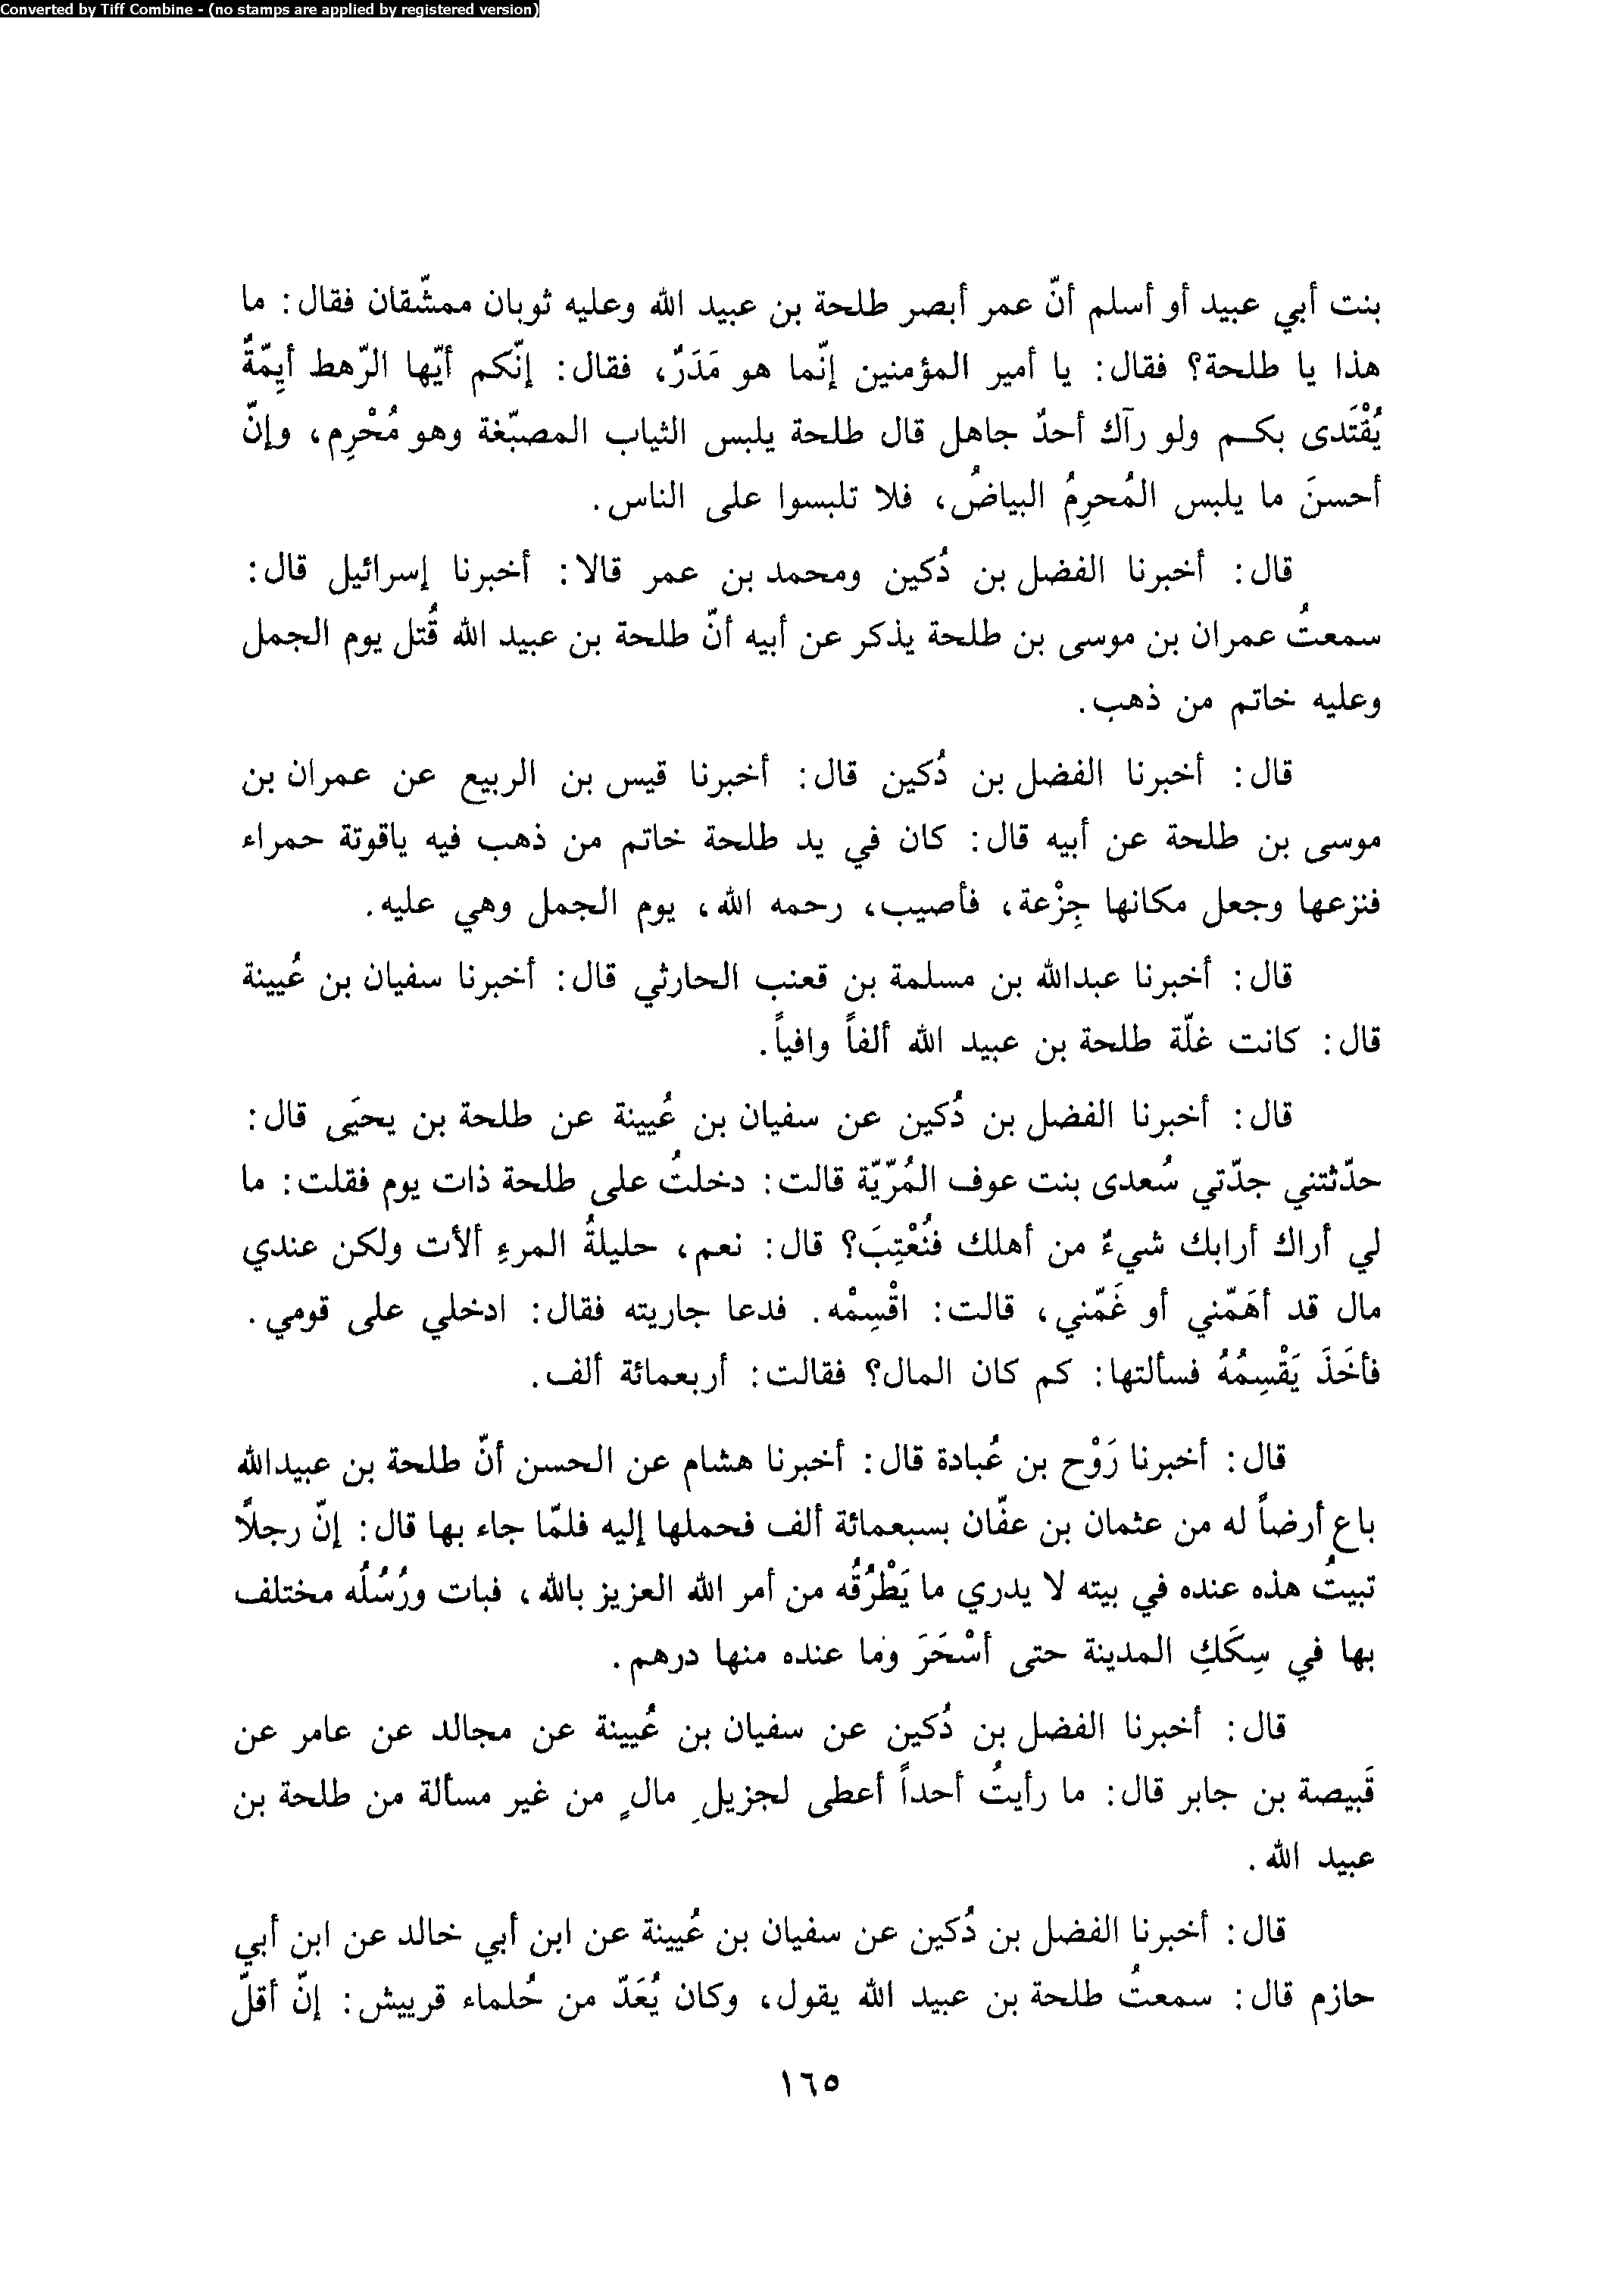 Converted by Tiff Combine - (no stamps are applied by registered version)
بنت أبي عبيد أو أسلم أنّ عمر أبصر طلحة بن عبيد الله وعليه ثوبان ممشّقان فقال: ما
هذا يا طلحة؟ فقال: يا أمير المؤمنين إنّما هو مَدَرٌ، فقال: إنّكم أيّها الرّهط أيِمّةٌ
يُقْتَدى بكم ولو رآك أحدٌ جاهل قال طلحة يلبس الثياب المصبّغة وهو مُحْرِم، وإنّ
أحسنَ ما يلبس المُحرِمُ البياضُ، فلا تلبسوا على الناس.
قال: أخبرنا الفضل بن دُكين ومحمد بن عمر قالا: أخبرنا إسرائيل قال:
سمعتُ عمران بن موسى بن طلحة يذكر عن أبيه أنّ طلحة بن عبيد الله قُتل يوم الجمل
وعليه خاتم من ذهب.
قال: أخبرنا الفضل بن دُكين قال: أخبرنا قيس بن الربيع عن عمران بن
موسى بن طلحة عن أبيه قال: كان في يد طلحة خاتم من ذهب فيه ياقوتة حمراء
فنزعها وجعل مكانها جِزْعة، فأصيب، رحمه الله، يوم الجمل وهي عليه.
قال: أخبرنا عبدالله بن مسلمة بن قعنب الحارثي قال: أخبرنا سفيان بن عُيينة
قال: كانت غلّة طلحة بن عبيد الله ألفاً وافياً.
قال: أخبرنا الفضل بن دُكين عن سفيان بن عُيينة عن طلحة بن يحيَى قال:
حدّثتني جدّتي سُعدى بنت عوف المُرّيّة قالت: دخلتُ على طلحة ذات يوم فقلت: ما
لي أراك أرابك شيءٌ من أهلك فنُعْتِبَ؟ قال: نعم، حليلةُ المرءِ ألأت ولكن عندي
مال قد أهَمّني أو غَمّني، قالت: اقْسِمْه. فدعا جاريته فقال: ادخلي على قومي.
فأخَذَ يَقْسِمُهُ فسألتها: كم كان المال؟ فقالت: أربعمائة ألف.
قال: أخبرنا رَوْح بن عُبادة قال: أخبرنا هشام عن الحسن أنّ طلحة بن عبيدالله
باع أرضاً له من عثمان بن عفّان بسبعمائة ألف فحملها إليه فلمّا جاء بها قال: إنّ رجلاً
تبيتُ هذه عنده في بيته لا يدري ما يَطْرُقُه من أمر الله العزيز بالله، فبات ورُسُلُه مختلف
بها في سِكَكِ المدينة حتى أسْحَرَ وما عنده منها درهم.
قال: أخبرنا الفضل بن دُكين عن سفيان بن عُيينة عن مجالد عن عامر عن
قَبيصة بن جابر قال: ما رأيتُ أحداً أعطى لجزيلِ مالٍ من غير مسألة من طلحة بن
عبيد الله.
قال: أخبرنا الفضل بن دُكين عن سفيان بن عُيينة عن ابن أبي خالد عن ابن أبي
حازم قال: سمعتُ طلحة بن عبيد الله يقول، وكان يُعَدّ من حُلماء قرييش: إنّ أقلّ
١٦٥